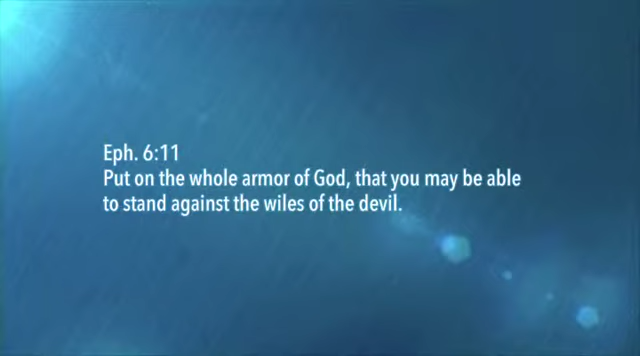 Eph. 6:11
Put on the whole armor of God, that you may be able
to stand against the wiles of the devil.